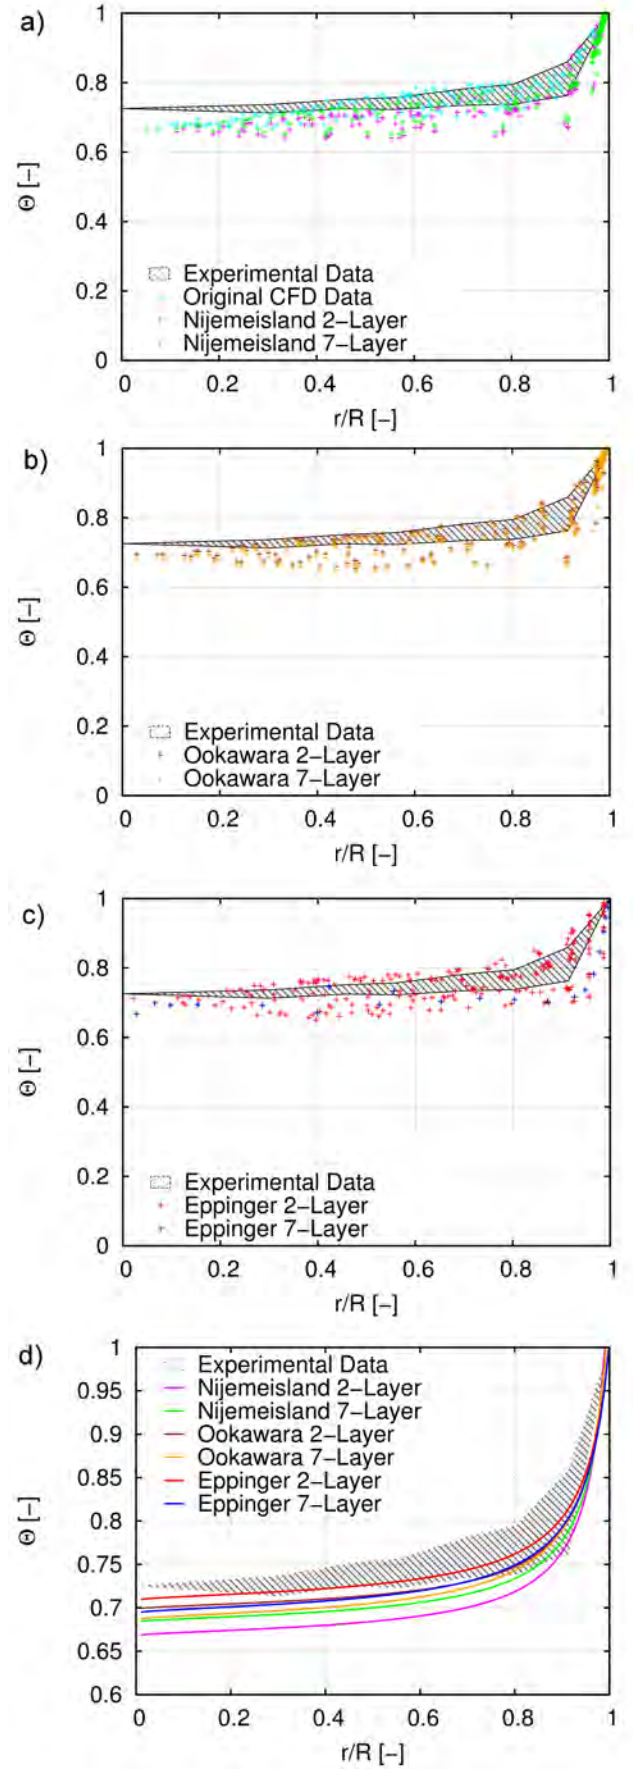 a)
1
0.8
0.6
0.4
0.2
0
Θ [-]
Experimental Data
Original CFD Data
Nijemeisland 2-Layer
Nijemeisland 7-Layer
0 0.2 0.4 0.6 0.8 1
r/R [-]
b)
1
0.8
0.6
0.4
0.2
0
Θ [-]
Experimental Data
Ookawara 2-Layer
Ookawara 7-Layer
0 0.2 0.4 0.6 0.8 1
r/R [-]
c)
1
0.8
0.6
0.4
0.2
0
Θ [-]
Experimental Data
Eppinger 2-Layer
Eppinger 7-Layer
0 0.2 0.4 0.6 0.8 1
r/R [-]
d)
1
0.95
0.9
0.85
0.8
0.75
0.7
0.65
0.6
Θ [-]
Experimental Data
Nijemeisland 2-Layer
Nijemeisland 7-Layer
Ookawara 2-Layer
Ookawara 7-Layer
Eppinger 2-Layer
Eppinger 7-Layer
0 0.2 0.4 0.6 0.8 1
r/R [-]